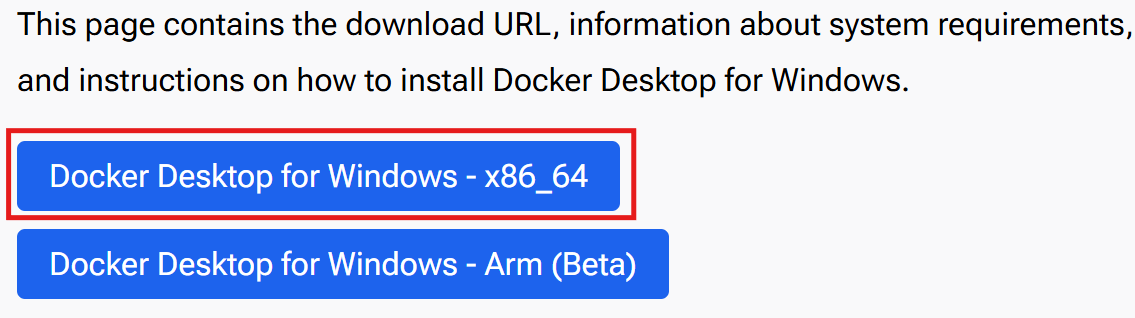 This page contains the download URL, information about system requirements,
and instructions on how to install Docker Desktop for Windows.
Docker Desktop for Windows - x86_64
Docker Desktop for Windows - Arm (Beta)